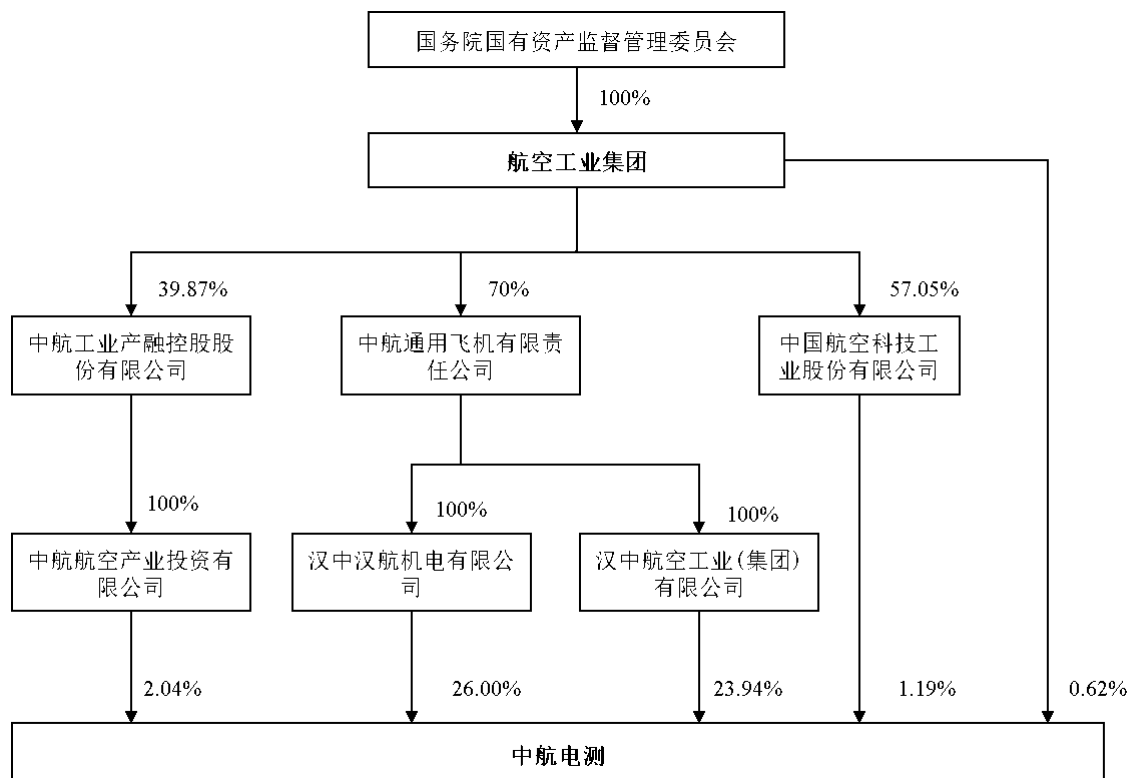 国务院国有资产监督管理委员会
100%
航空工业集团
39.87%
70%
57.05%
中航工业产融控股股
份有限公司
中航通用飞机有限责
任公司
中国航空科技工
业股份有限公司
100%
100%
100%
中航航空产业投资有
限公司
汉中汉航机电有限公
司
汉中航空工业(集团)
有限公司
2.04%
26.00%
23.94%
1.19%
0.62%
中航电测